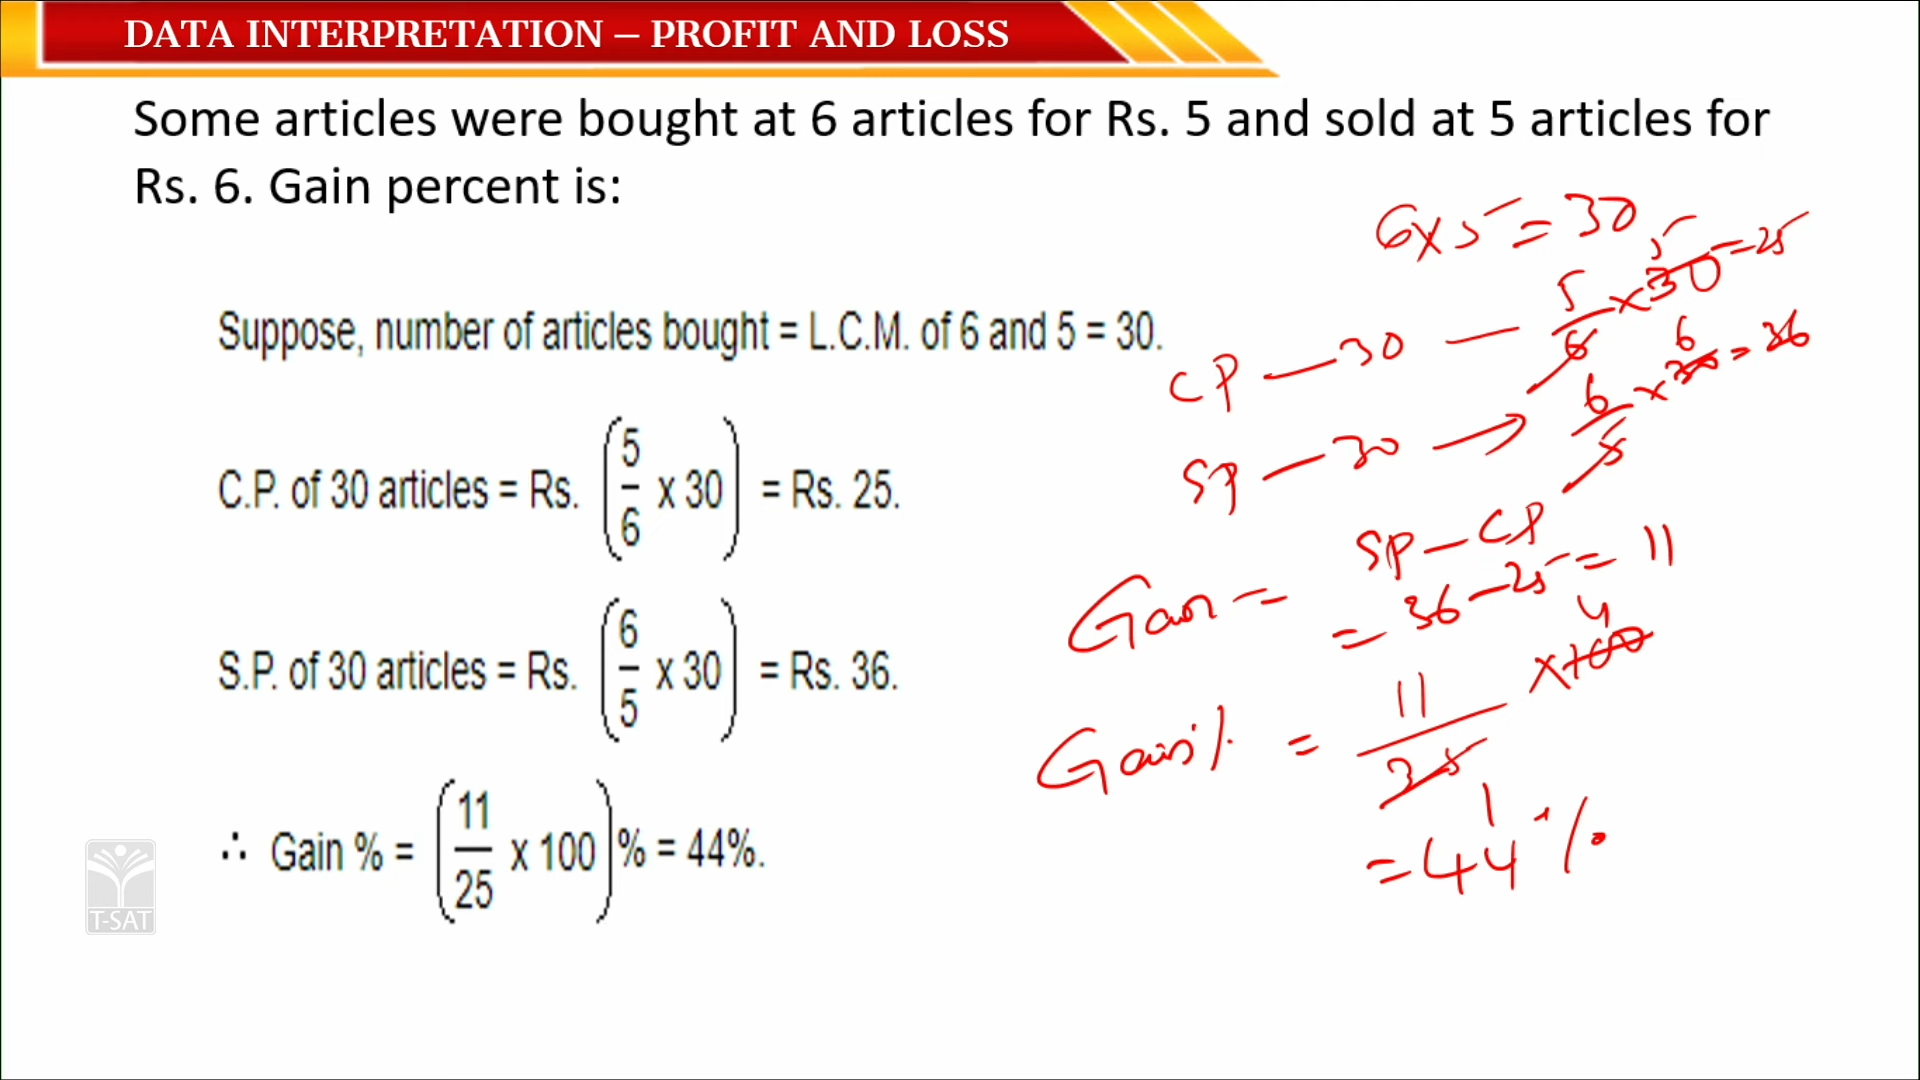 DATA INTERPRETATION – PROFIT AND LOSS
Some articles were bought at 6 articles for Rs. 5 and sold at 5 articles for
Rs. 6. Gain percent is:
6x5 = 30
Suppose, number of articles bought = L.C.M. of 6 and 5 = 30.
CP — 30 — 5/6 x 30 5 = 25
SP — 30 → 6/5 x 30 6 = 36
C.P. of 30 articles = Rs. (5/6 x 30) = Rs. 25.
Gain = SP — CP
= 36 — 25 = 11
S.P. of 30 articles = Rs. (6/5 x 30) = Rs. 36.
Gain % = 11/25 x 100 4
1
= 44 %
∴ Gain % = (11/25 x 100) % = 44%.
T-SAT